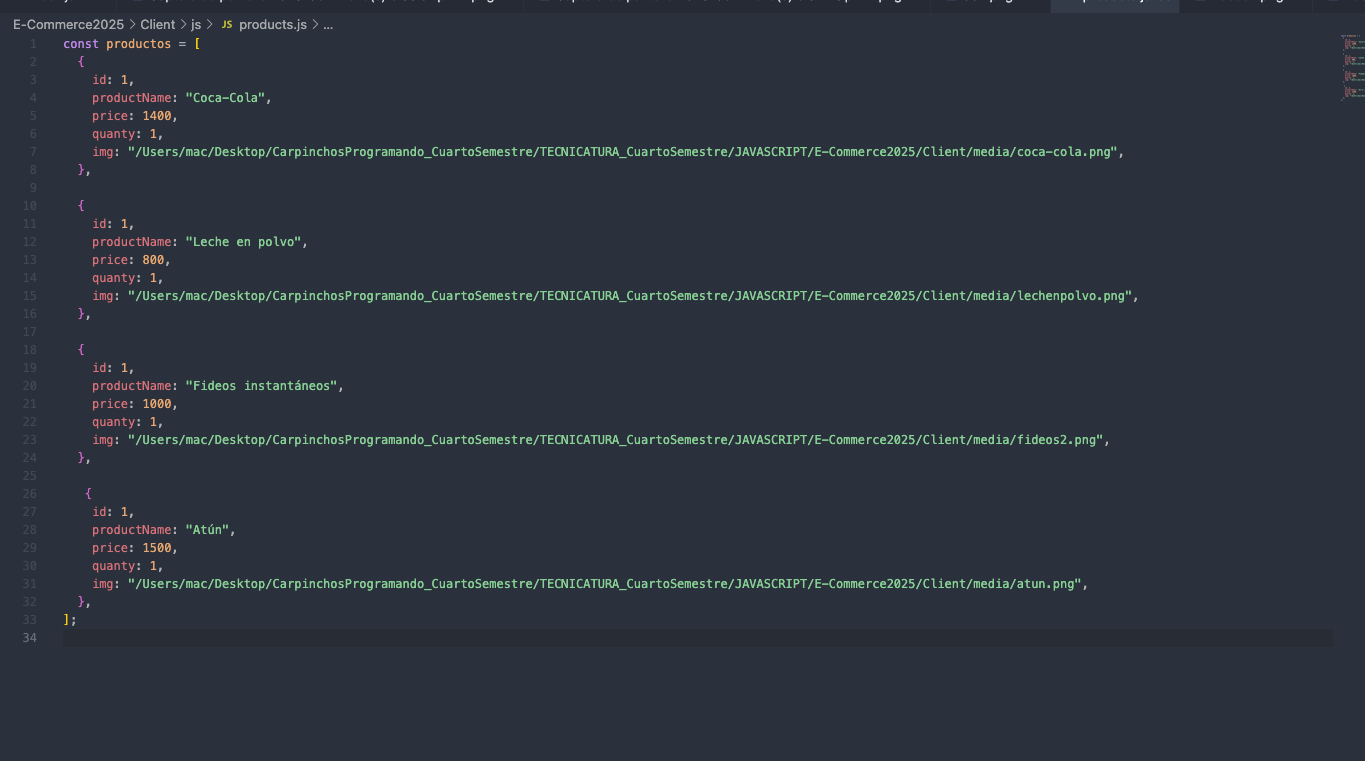 E-Commerce2025 > Client > js > JS products.js > ...
1 const productos = [
2 {
3 id: 1,
4 productName: "Coca-Cola",
5 price: 1400,
6 quanty: 1,
7 img: "/Users/mac/Desktop/CarpinchosProgramando_CuartoSemestre/TECNICATURA_CuartoSemestre/JAVASCRIPT/E-Commerce2025/Client/media/coca-cola.png",
8 },
9
10 {
11 id: 1,
12 productName: "Leche en polvo",
13 price: 800,
14 quanty: 1,
15 img: "/Users/mac/Desktop/CarpinchosProgramando_CuartoSemestre/TECNICATURA_CuartoSemestre/JAVASCRIPT/E-Commerce2025/Client/media/lechenpolvo.png",
16 },
17
18 {
19 id: 1,
20 productName: "Fideos instantáneos",
21 price: 1000,
22 quanty: 1,
23 img: "/Users/mac/Desktop/CarpinchosProgramando_CuartoSemestre/TECNICATURA_CuartoSemestre/JAVASCRIPT/E-Commerce2025/Client/media/fideos2.png",
24 },
25
26 {
27 id: 1,
28 productName: "Atún",
29 price: 1500,
30 quanty: 1,
31 img: "/Users/mac/Desktop/CarpinchosProgramando_CuartoSemestre/TECNICATURA_CuartoSemestre/JAVASCRIPT/E-Commerce2025/Client/media/atun.png",
32 },
33 ];
34